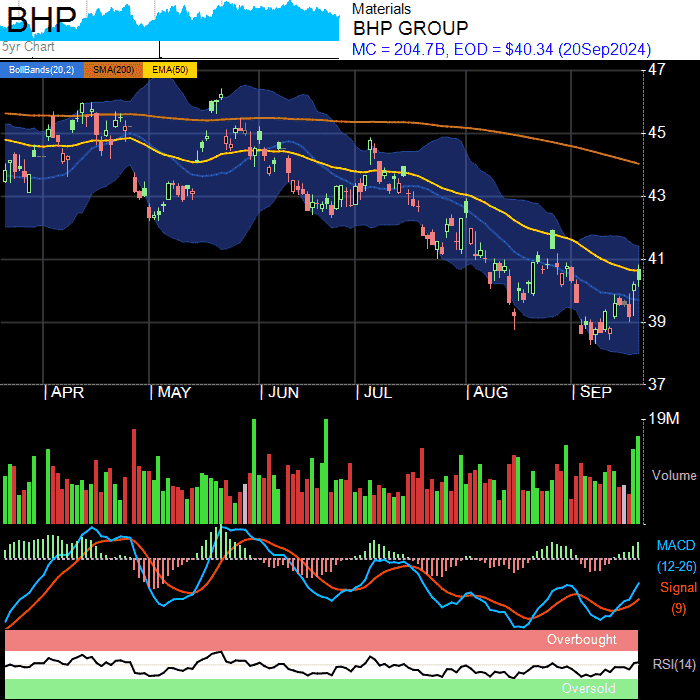 BHP
5yr Chart
Materials
BHP GROUP
MC = 204.7B, EOD = $40.34 (20Sep2024)
BollBands(20,2) SMA(200) EMA(50)
47
45
43
41
39
37
| APR | MAY | JUN | JUL | AUG | SEP
19M
Volume
MACD
(12-26)
Signal
(9)
Overbought
RSI(14)
Oversold